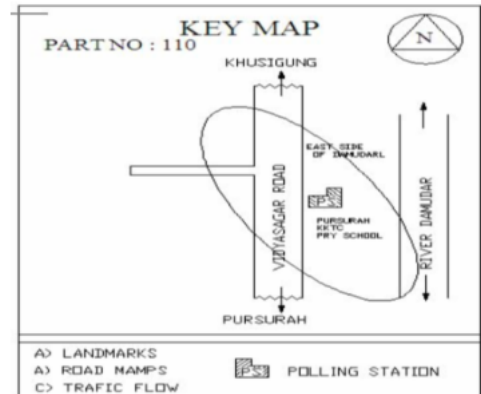 KEY MAP
PART NO : 110
N
KHUSIGUNG
EAST SIDE
OF DAMUDARL
VIDYASAGAR ROAD
PS
PURSURAH
KKTC
PRY SCHOOL
RIVER DAMUDAR
PURSURAH
A) LANDMARKS
A) ROAD MAMPS
C) TRAFIC FLOW
PS
POLLING STATION